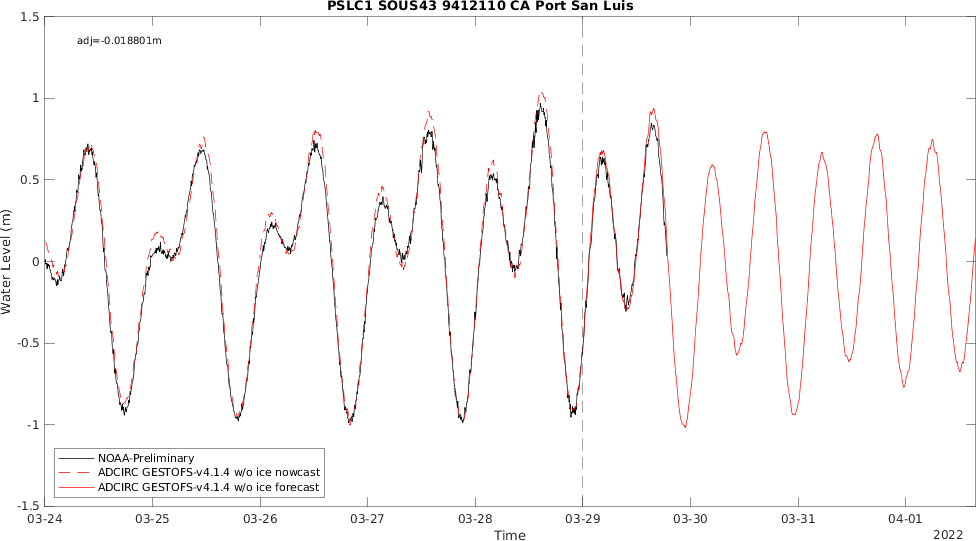 PSLC1 SOUS43 9412110 CA Port San Luis
adj=-0.018801m
1.5
1
0.5
0
-0.5
-1
-1.5
Water Level (m)
NOAA-Preliminary
ADCIRC GESTOFS-v4.1.4 w/o ice nowcast
ADCIRC GESTOFS-v4.1.4 w/o ice forecast
03-24 03-25 03-26 03-27 03-28 03-29 03-30 03-31 04-01
Time
2022